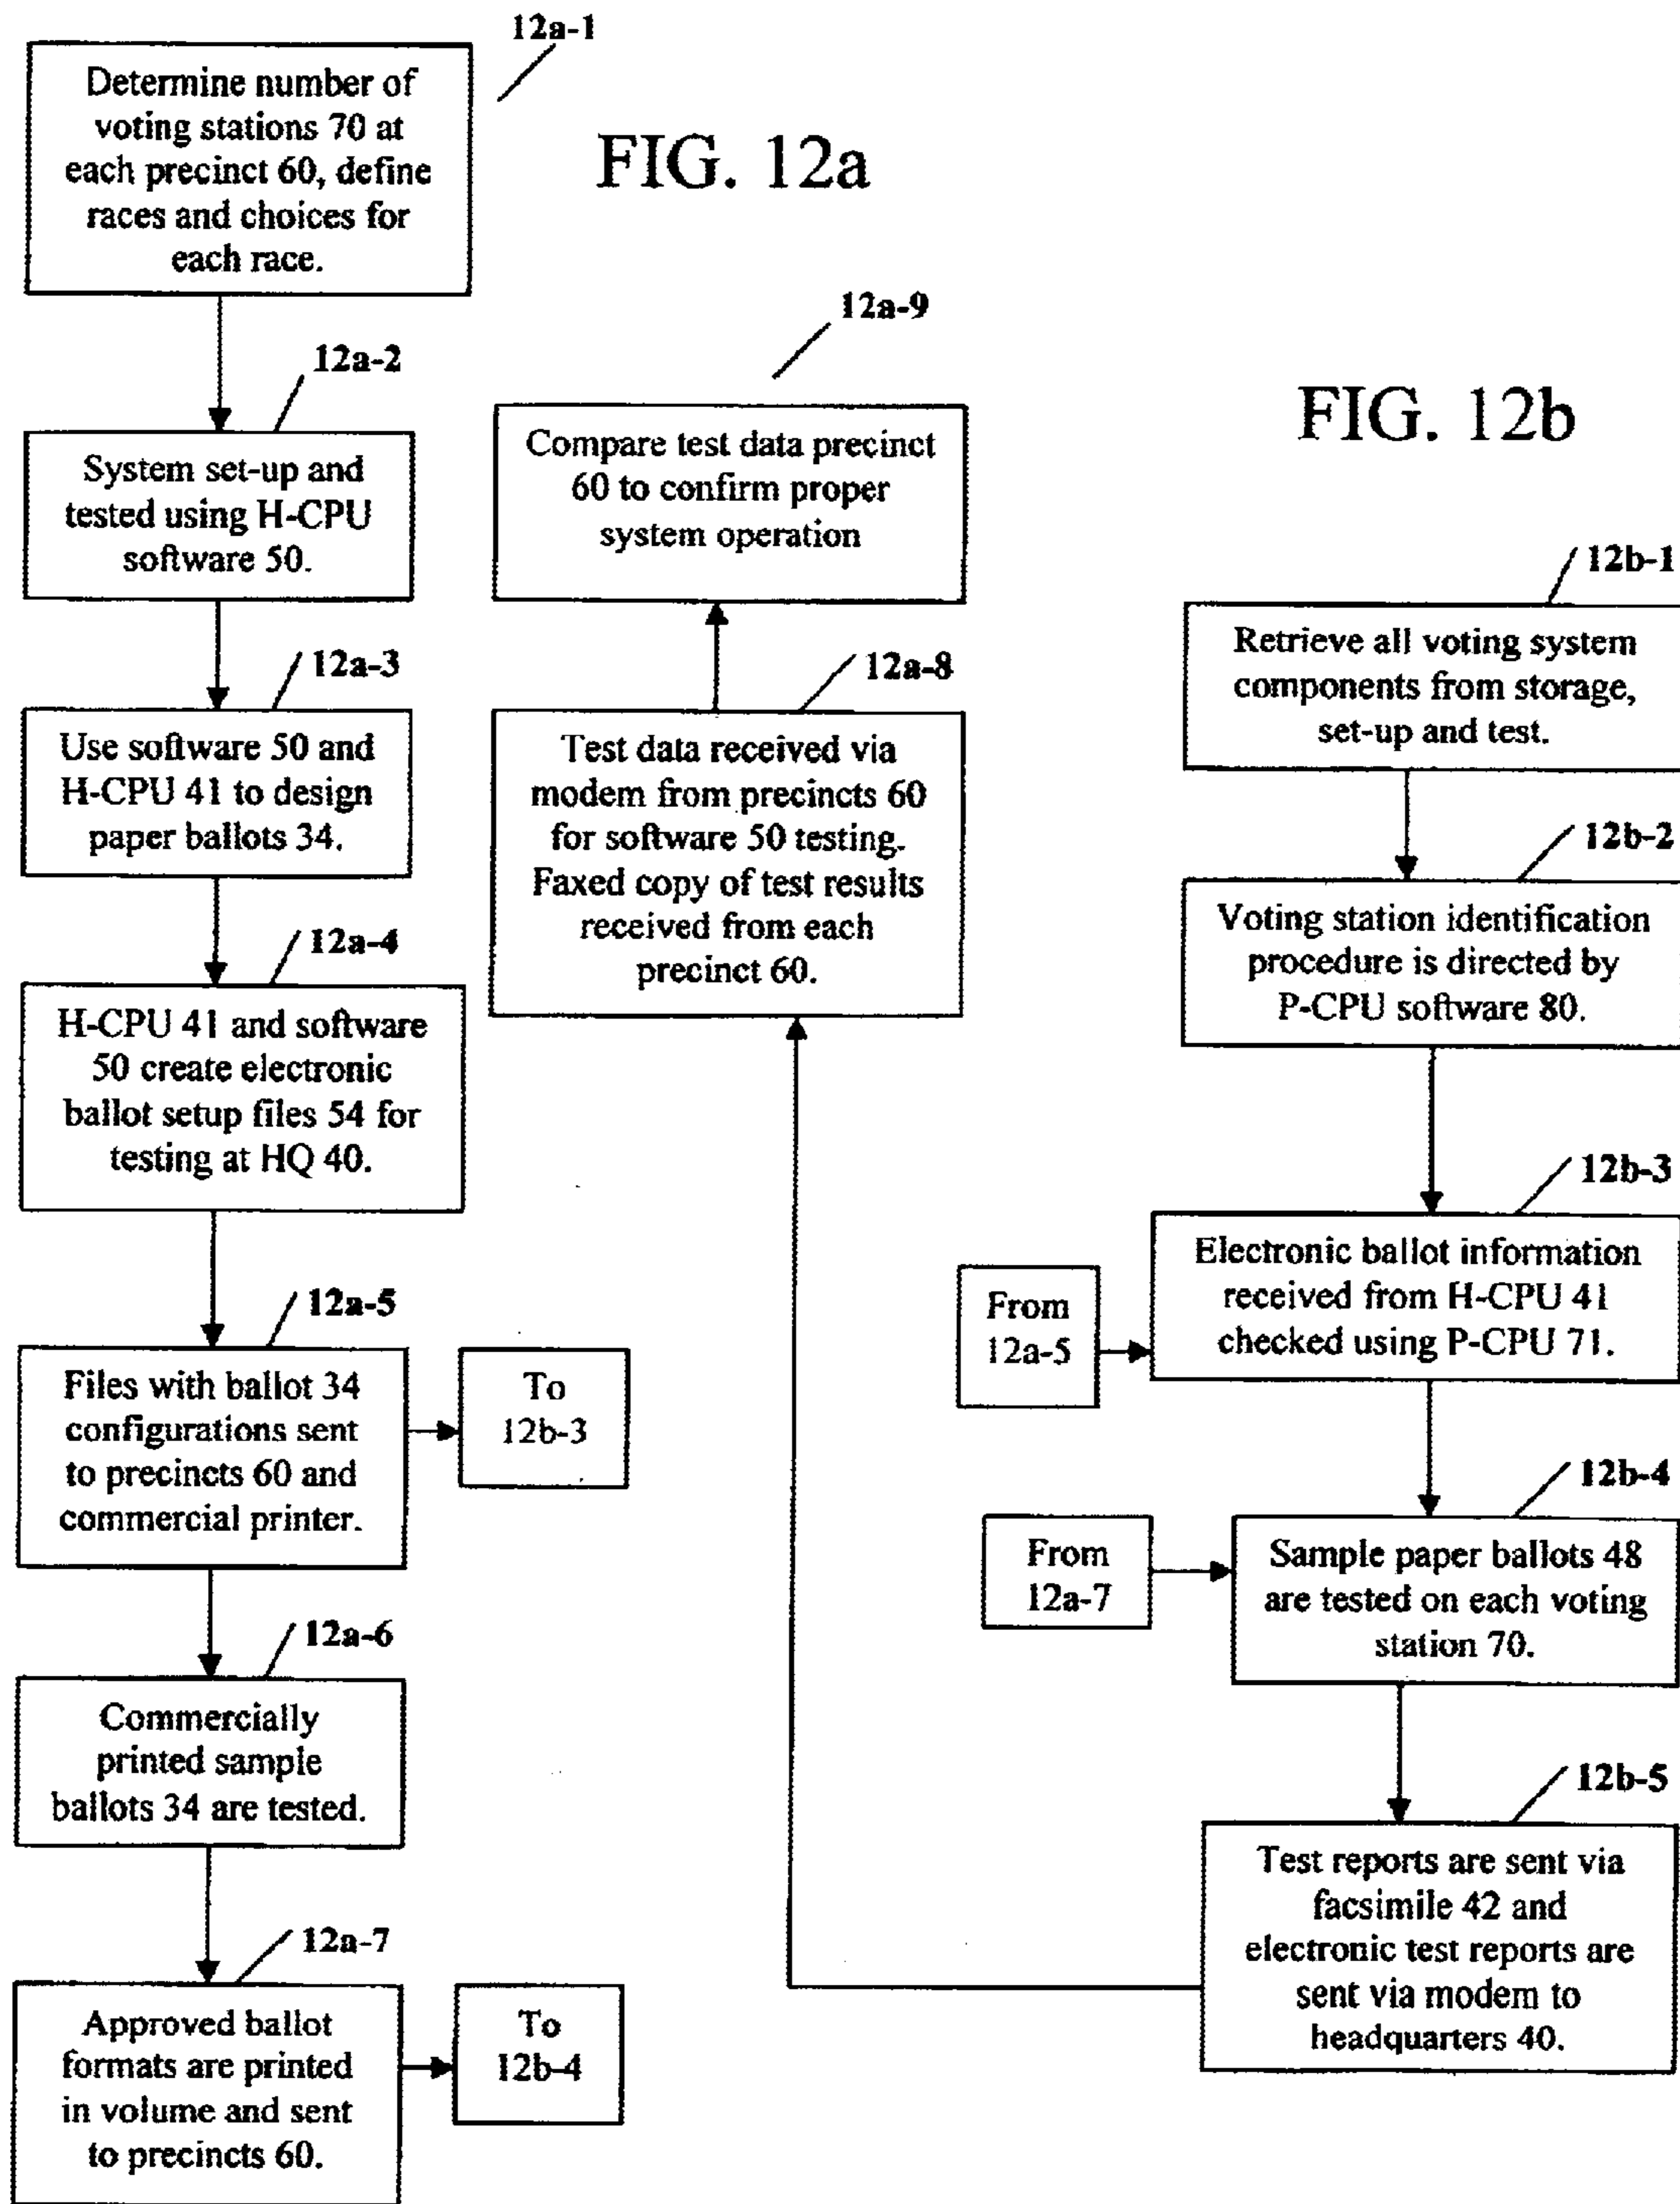 12a-1
Determine number of
voting stations 70 at
each precinct 60, define
races and choices for
each race.
FIG. 12a
12a-2
System set-up and
tested using H-CPU
software 50.
12a-3
Use software 50 and
H-CPU 41 to design
paper ballots 34.
12a-4
H-CPU 41 and software
50 create electronic
ballot setup files 54 for
testing at HQ 40.
12a-5
Files with ballot 34
configurations sent
to precincts 60 and
commercial printer.
To
12b-3
12a-6
Commercially
printed sample
ballots 34 are tested.
12a-7
Approved ballot
formats are printed
in volume and sent
to precincts 60.
To
12b-4
12a-9
Compare test data precinct
60 to confirm proper
system operation
12a-8
Test data received via
modem from precincts 60
for software 50 testing.
Faxed copy of test results
received from each
precinct 60.
FIG. 12b
12b-1
Retrieve all voting system
components from storage,
set-up and test.
12b-2
Voting station identification
procedure is directed by
P-CPU software 80.
12b-3
From
12a-5
Electronic ballot information
received from H-CPU 41
checked using P-CPU 71.
12b-4
From
12a-7
Sample paper ballots 48
are tested on each voting
station 70.
12b-5
Test reports are sent via
facsimile 42 and
electronic test reports are
sent via modem to
headquarters 40.